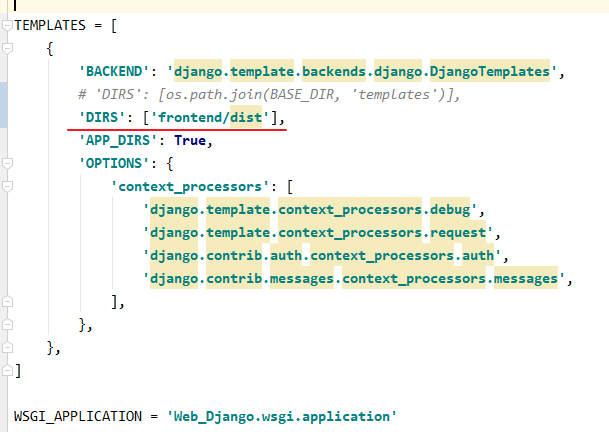 TEMPLATES = [
    {
        'BACKEND': 'django.template.backends.django.DjangoTemplates',
        # 'DIRS': [os.path.join(BASE_DIR, 'templates')],
        'DIRS': ['frontend/dist'],
        'APP_DIRS': True,
        'OPTIONS': {
            'context_processors': [
                'django.template.context_processors.debug',
                'django.template.context_processors.request',
                'django.contrib.auth.context_processors.auth',
                'django.contrib.messages.context_processors.messages',
            ],
        },
    },
]
WSGI_APPLICATION = 'Web_Django.wsgi.application'